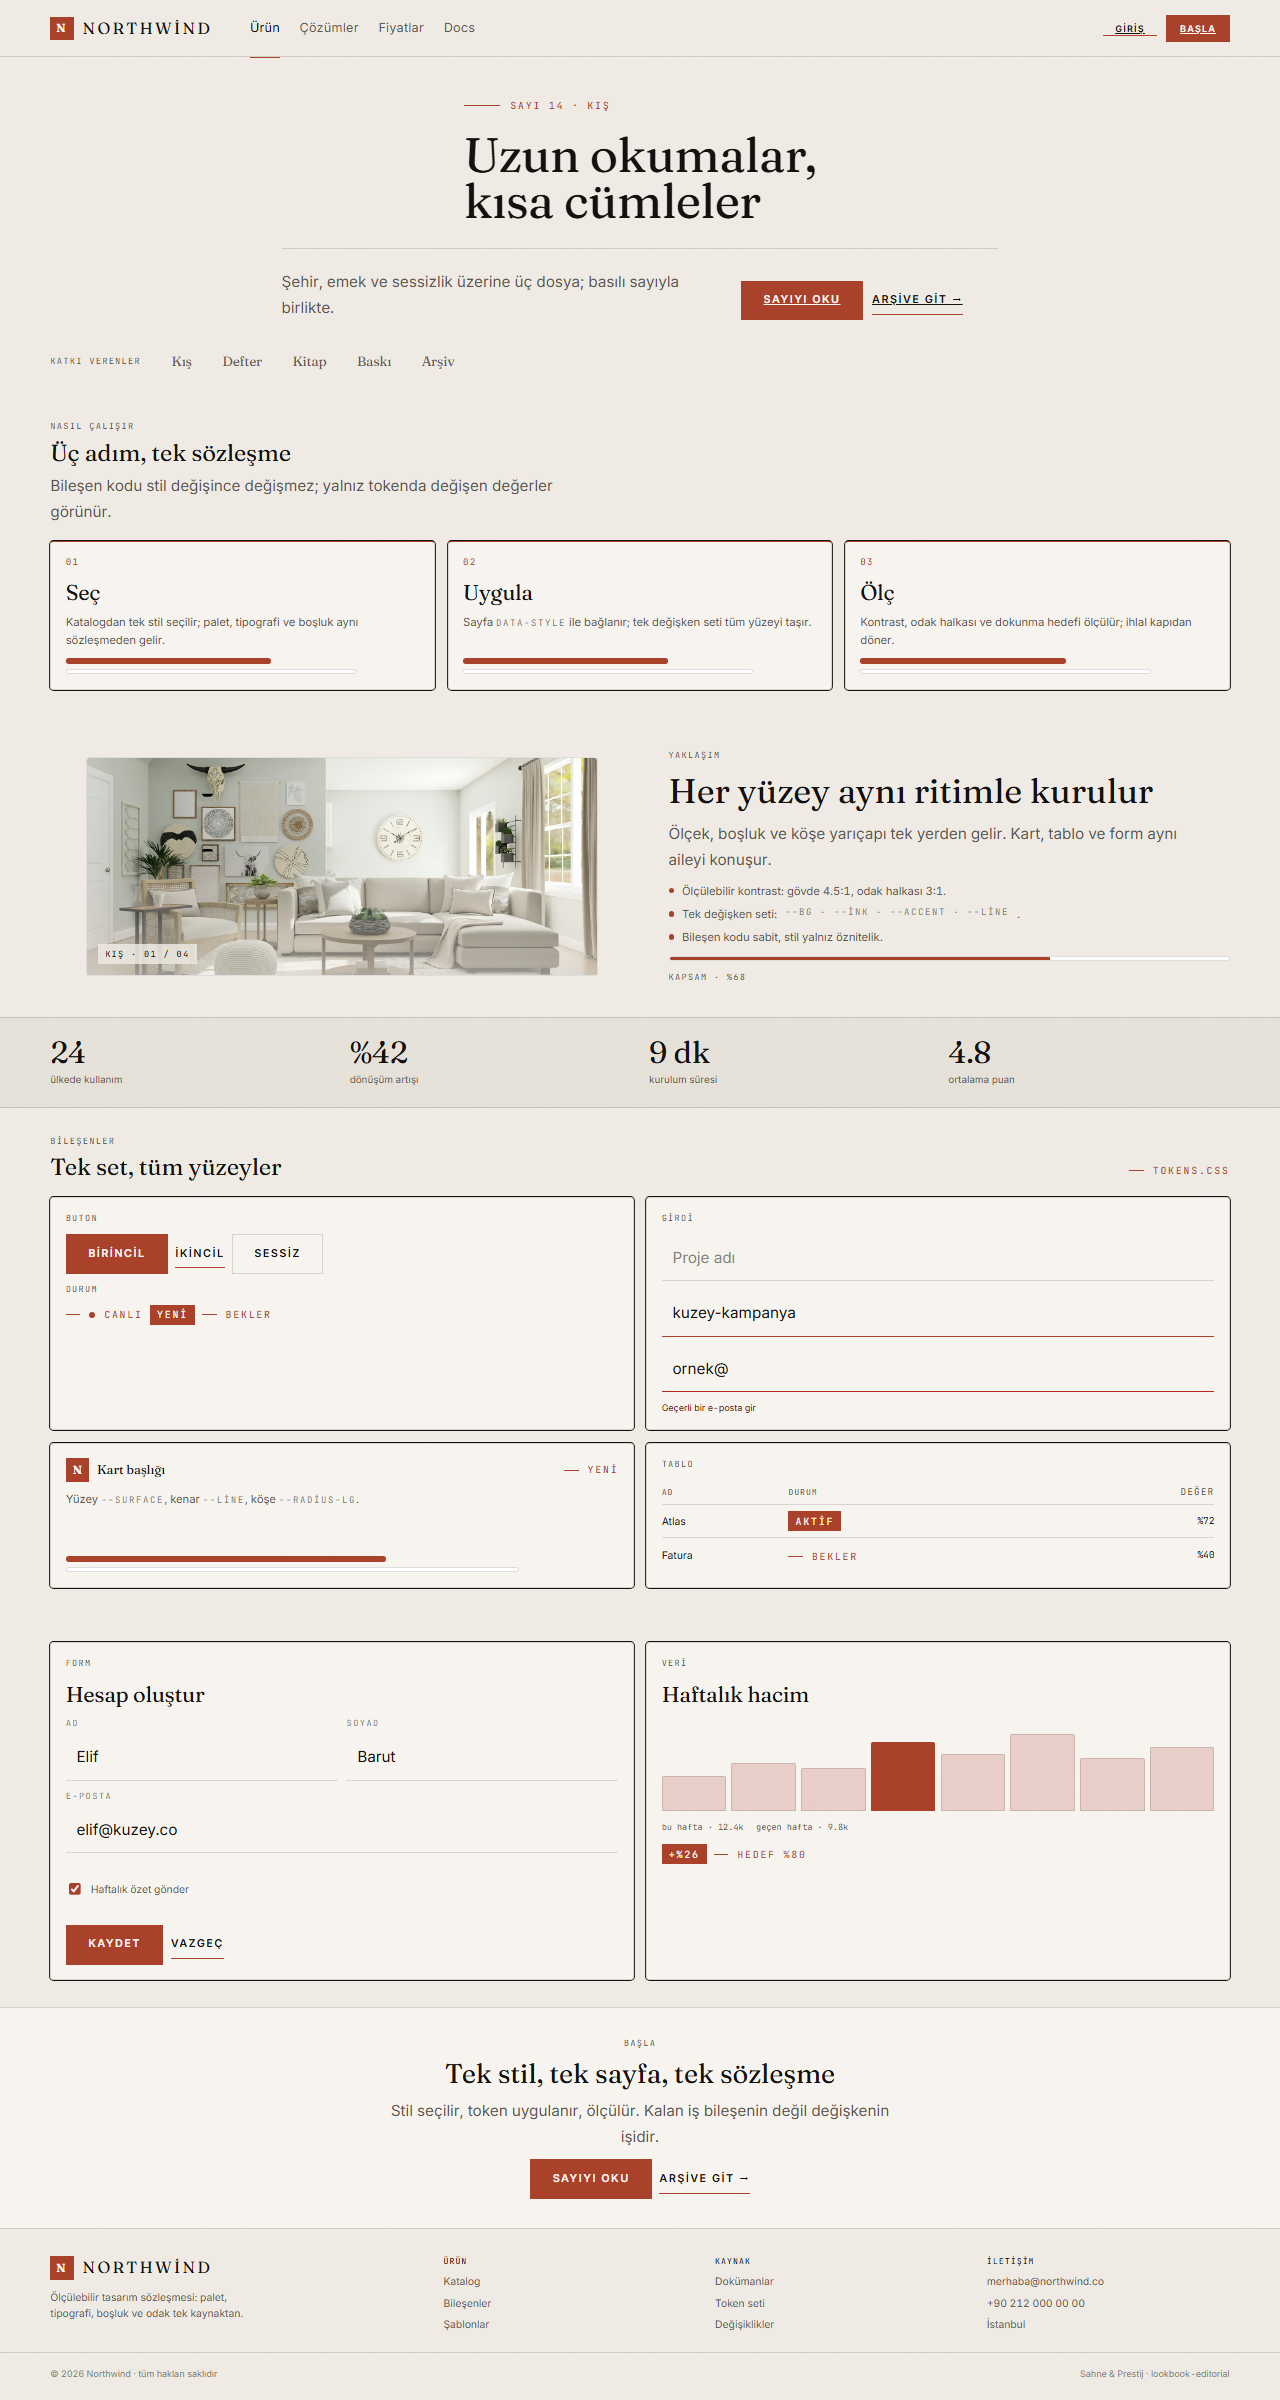 N NORTHWİND Ürün Çözümler Fiyatlar Docs GİRİŞ BAŞLA
SAYI 14 · KIŞ
Uzun okumalar,
kısa cümleler
Şehir, emek ve sessizlik üzerine üç dosya; basılı sayıyla
birlikte.
SAYIYI OKU ARŞİVE GİT →
KATKI VERENLER Kış Defter Kitap Baskı Arşiv
NASIL ÇALIŞIR
Üç adım, tek sözleşme
Bileşen kodu stil değişince değişmez; yalnız tokenda değişen değerler
görünür.
01
Seç
Katalogdan tek stil seçilir; palet, tipografi ve boşluk aynı
sözleşmeden gelir.
02
Uygula
Sayfa DATA-STYLE ile bağlanır; tek değişken seti tüm yüzeyi taşır.
03
Ölç
Kontrast, odak halkası ve dokunma hedefi ölçülür; ihlal kapıdan
döner.
KIŞ · 01 / 04
YAKLAŞIM
Her yüzey aynı ritimle kurulur
Ölçek, boşluk ve köşe yarıçapı tek yerden gelir. Kart, tablo ve form aynı
aileyi konuşur.
Ölçülebilir kontrast: gövde 4.5:1, odak halkası 3:1.
Tek değişken seti: --BG · --İNK · --ACCENT · --LİNE .
Bileşen kodu sabit, stil yalnız öznitelik.
KAPSAM · %68
24
ülkede kullanım
%42
dönüşüm artışı
9 dk
kurulum süresi
4.8
ortalama puan
BİLEŞENLER
Tek set, tüm yüzeyler
TOKENS.CSS
BUTON
BİRİNCİL İKİNCİL SESSİZ
DURUM
CANLI YENİ BEKLER
GİRDİ
Proje adı
kuzey-kampanya
ornek@
Geçerli bir e-posta gir
N Kart başlığı YENİ
Yüzey --SURFACE, kenar --LİNE, köşe --RADİUS-LG.
TABLO
AD DURUM DEĞER
Atlas AKTİF %72
Fatura BEKLER %40
FORM
Hesap oluştur
AD SOYAD
Elif Barut
E-POSTA
elif@kuzey.co
Haftalık özet gönder
KAYDET VAZGEÇ
VERİ
Haftalık hacim
bu hafta · 12.4k geçen hafta · 9.8k
+%26 HEDEF %80
BAŞLA
Tek stil, tek sayfa, tek sözleşme
Stil seçilir, token uygulanır, ölçülür. Kalan iş bileşenin değil değişkenin
işidir.
SAYIYI OKU ARŞİVE GİT →
N NORTHWİND
Ölçülebilir tasarım sözleşmesi: palet,
tipografi, boşluk ve odak tek kaynaktan.
ÜRÜN
Katalog
Bileşenler
Şablonlar
KAYNAK
Dokümanlar
Token seti
Değişiklikler
İLETİŞİM
merhaba@northwind.co
+90 212 000 00 00
İstanbul
© 2026 Northwind · tüm hakları saklıdır
Sahne & Prestij · lookbook-editorial